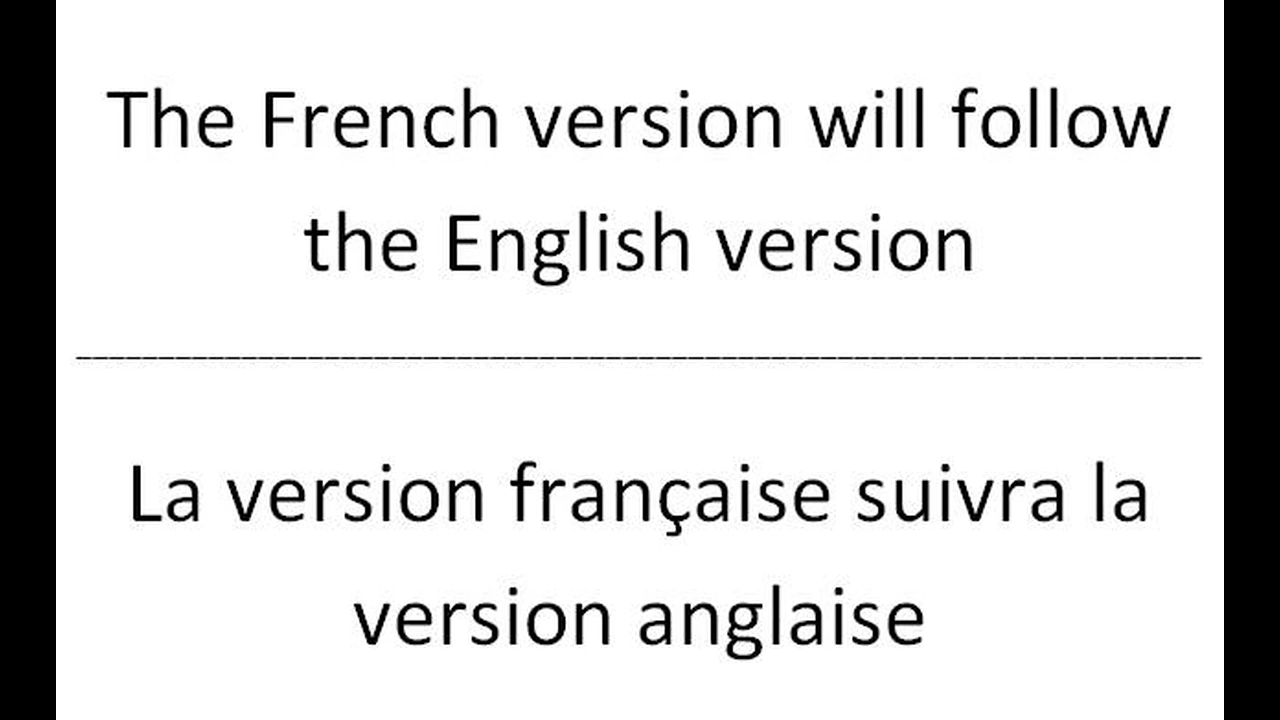 The French version will follow
the English version
La version française suivra la
version anglaise